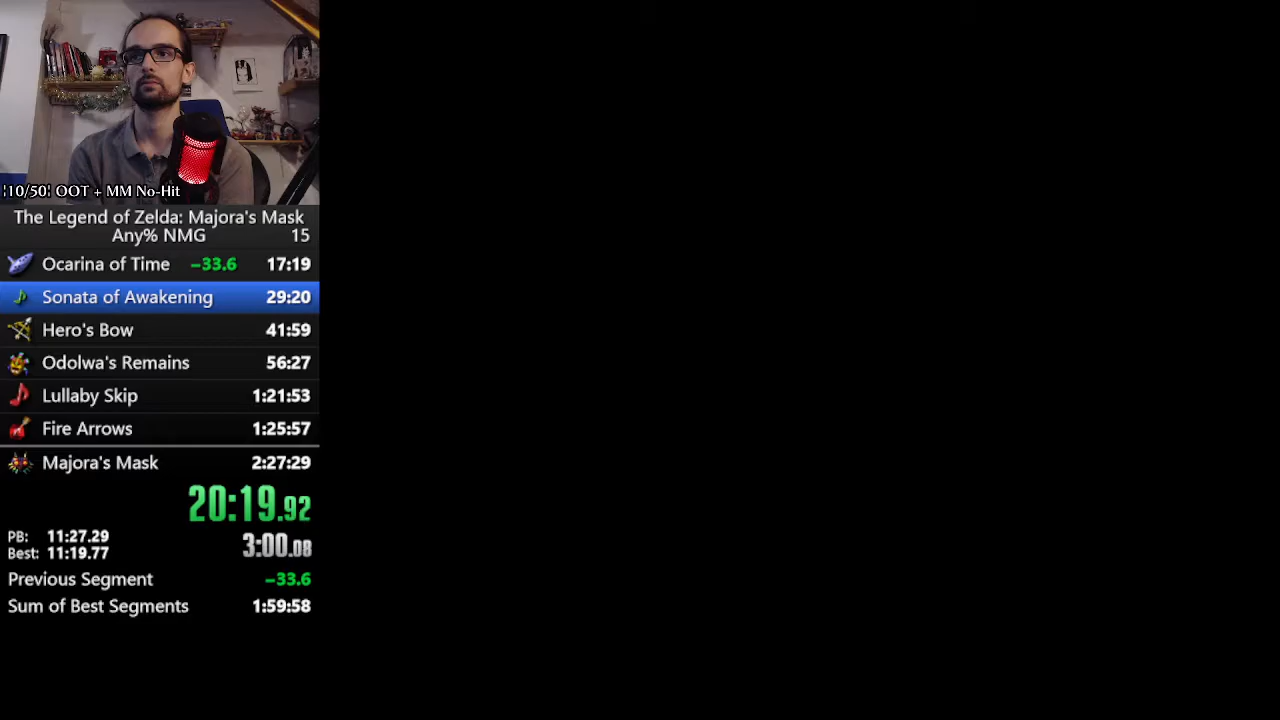 ¦10/50¦ OOT + MM No-Hit
The Legend of Zelda: Majora's Mask
Any% NMG 15
Ocarina of Time -33.6 17:19
Sonata of Awakening 29:20
Hero's Bow 41:59
Odolwa's Remains 56:27
Lullaby Skip 1:21:53
Fire Arrows 1:25:57
Majora's Mask 2:27:29
20:19.92
PB: 11:27.29
Best: 11:19.77
3:00.08
Previous Segment -33.6
Sum of Best Segments 1:59:58